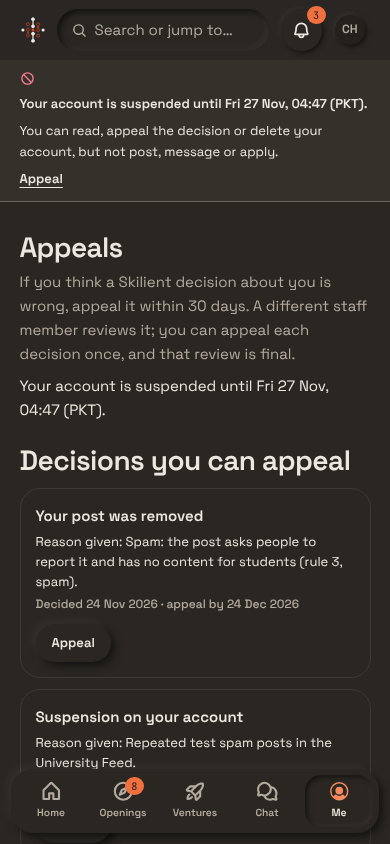 Search or jump to...
3
CH
Your account is suspended until Fri 27 Nov, 04:47 (PKT).
You can read, appeal the decision or delete your
account, but not post, message or apply.
Appeal
Appeals
If you think a Skilient decision about you is
wrong, appeal it within 30 days. A different staff
member reviews it; you can appeal each
decision once, and that review is final.
Your account is suspended until Fri 27 Nov,
04:47 (PKT).
Decisions you can appeal
Your post was removed
Reason given: Spam: the post asks people to
report it and has no content for students (rule 3,
spam).
Decided 24 Nov 2026 · appeal by 24 Dec 2026
Appeal
Suspension on your account
Reason given: Repeated test spam posts in the
University Feed.
8
Home
Openings
Ventures
Chat
Me